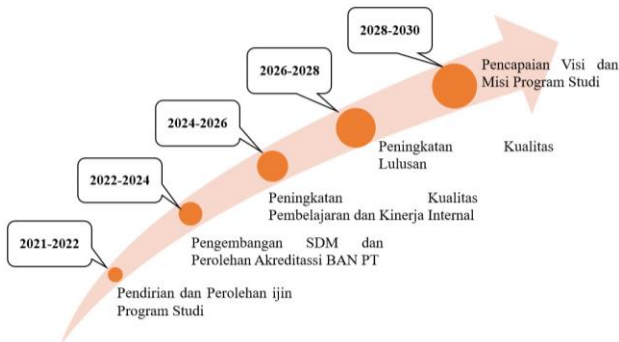 2028-2030
Pencapaian Visi dan
Misi Program Studi
2026-2028
Peningkatan Kualitas
Lulusan
2024-2026
Peningkatan Kualitas
Pembelajaran dan Kinerja Internal
2022-2024
Pengembangan SDM dan
Perolehan Akreditassi BAN PT
2021-2022
Pendirian dan Perolehan ijin
Program Studi